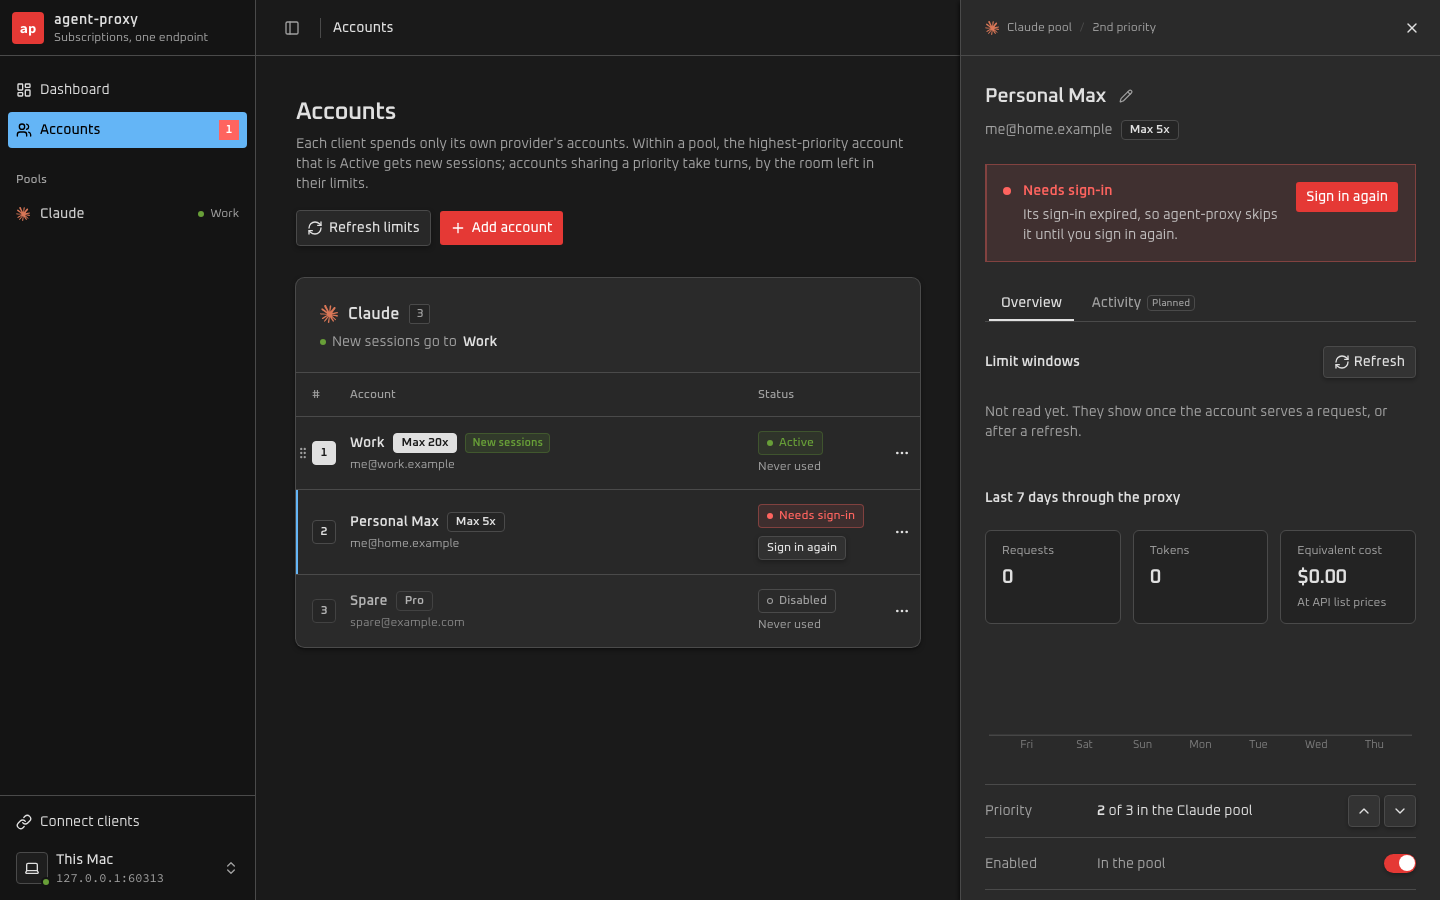 ap
agent-proxy
Subscriptions, one endpoint
Dashboard
Accounts
1
Pools
Claude
Work
Connect clients
This Mac
127.0.0.1:60313
Accounts
Accounts
Each client spends only its own provider's accounts. Within a pool, the highest-priority account
that is Active gets new sessions; accounts sharing a priority take turns, by the room left in
their limits.
Refresh limits
Add account
Claude
3
New sessions go to Work
# Account Status
1
Work
Max 20x
New sessions
me@work.example
Active
Never used
2
Personal Max
Max 5x
me@home.example
Needs sign-in
Sign in again
3
Spare
Pro
spare@example.com
Disabled
Never used
Claude pool / 2nd priority
Personal Max
me@home.example
Max 5x
Needs sign-in
Its sign-in expired, so agent-proxy skips
it until you sign in again.
Sign in again
Overview
Activity
Planned
Limit windows
Refresh
Not read yet. They show once the account serves a request, or
after a refresh.
Last 7 days through the proxy
Requests
0
Tokens
0
Equivalent cost
$0.00
At API list prices
Fri Sat Sun Mon Tue Wed Thu
Priority
2 of 3 in the Claude pool
Enabled
In the pool